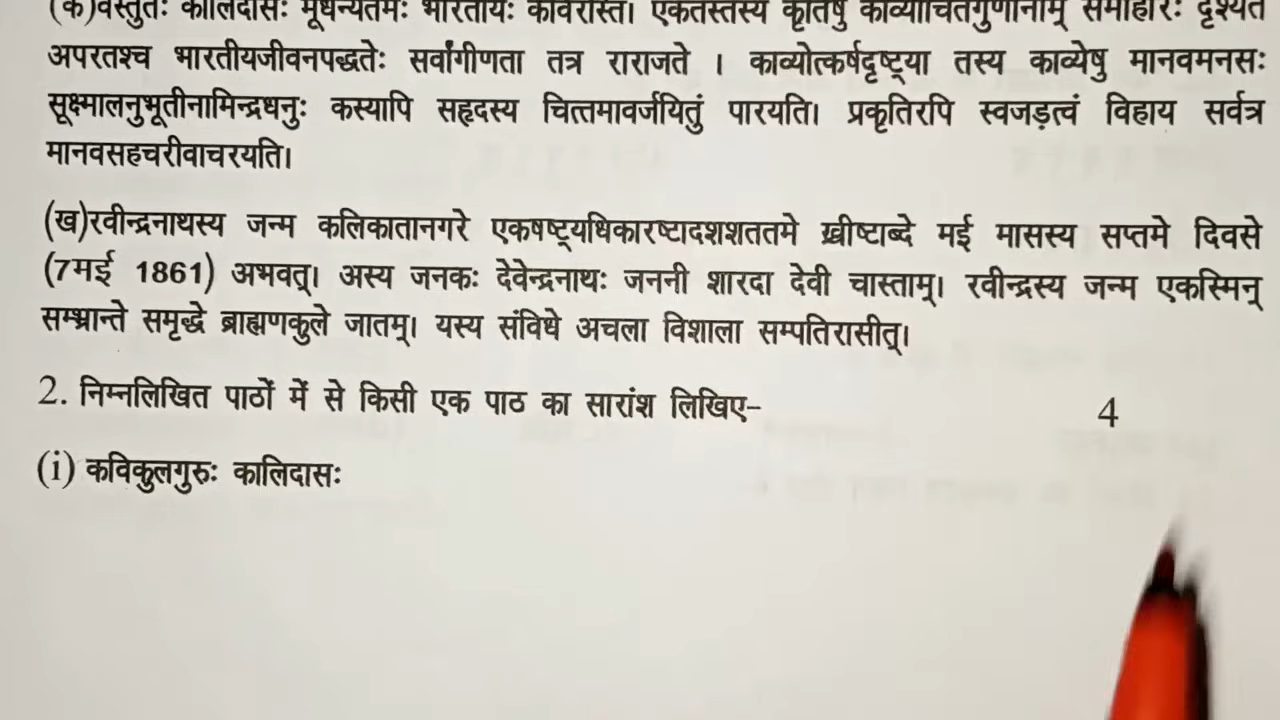 (क)वस्तुतः कालिदासः मूर्धन्यतमः भारतीयः कविरस्ति। एकतस्तस्य कृतिषु काव्योचितगुणानाम् समाहारः दृश्यते
अपरतश्च भारतीयजीवनपद्धतेः सर्वांगीणता तत्र राराजते । काव्योत्कर्षदृष्ट्या तस्य काव्येषु मानवमनसः
सूक्ष्मालनुभूतीनामिन्द्रधनुः कस्यापि सहृदस्य चित्तमावर्जयितुं पारयति। प्रकृतिरपि स्वजड़त्वं विहाय सर्वत्र
मानवसहचरीवाचरयति।
(ख)रवीन्द्रनाथस्य जन्म कलिकातानगरे एकषष्ट्यधिकारष्टादशशततमे ख्रीष्टाब्दे मई मासस्य सप्तमे दिवसे
(7मई 1861) अभवत्। अस्य जनकः देवेन्द्रनाथः जननी शारदा देवी चास्ताम्। रवीन्द्रस्य जन्म एकस्मिन्
सम्भ्रान्ते समृद्धे ब्राह्मणकुले जातम्। यस्य संविधे अचला विशाला सम्पतिरासीत्।
2. निम्नलिखित पाठों में से किसी एक पाठ का सारांश लिखिए- 4
(i) कविकुलगुरुः कालिदासः